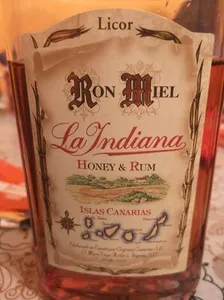 Licor
RON MIEL
La Indiana
HONEY & RUM
ISLAS CANARIAS